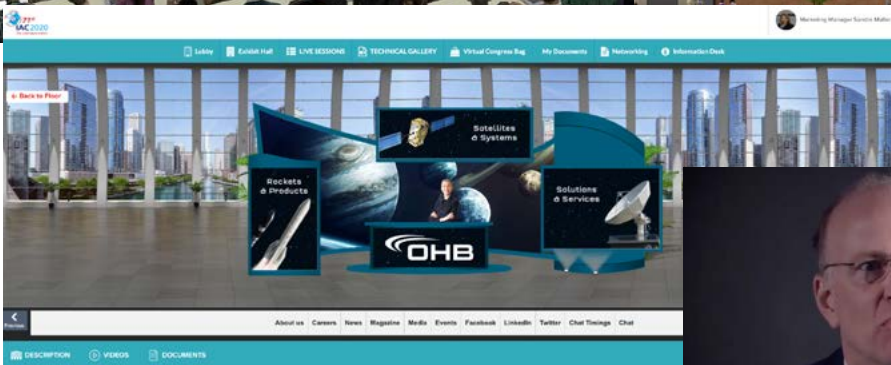 IAC2020
Marketing Manager Sandra
Lobby Exhibit Hall LIVE SESSIONS TECHNICAL GALLERY Virtual Congress Bag My Documents Networking Information Desk
Back to Floor
Satellites
& Systems
Rockets
& Products
Solutions
& Services
OHB
Previous
About us Careers News Magazine Media Events Facebook LinkedIn Twitter Chat Timings Chat
DESCRIPTION VIDEOS DOCUMENTS